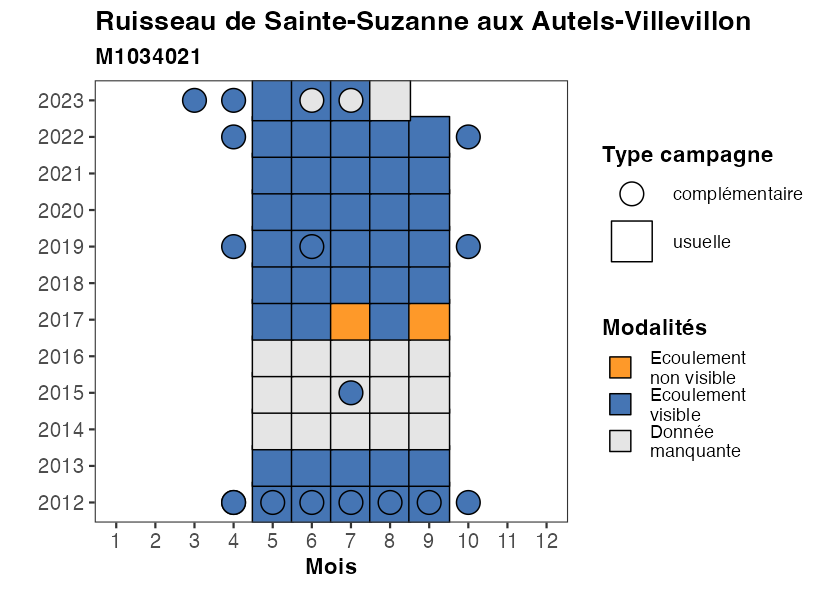 Ruisseau de Sainte-Suzanne aux Autels-Villevillon
M1034021
2023
2022
2021
2020
2019
2018
2017
2016
2015
2014
2013
2012
1 2 3 4 5 6 7 8 9 10 11 12
Mois
Type campagne
complémentaire
usuelle
Modalités
Ecoulement
non visible
Ecoulement
visible
Donnée
manquante